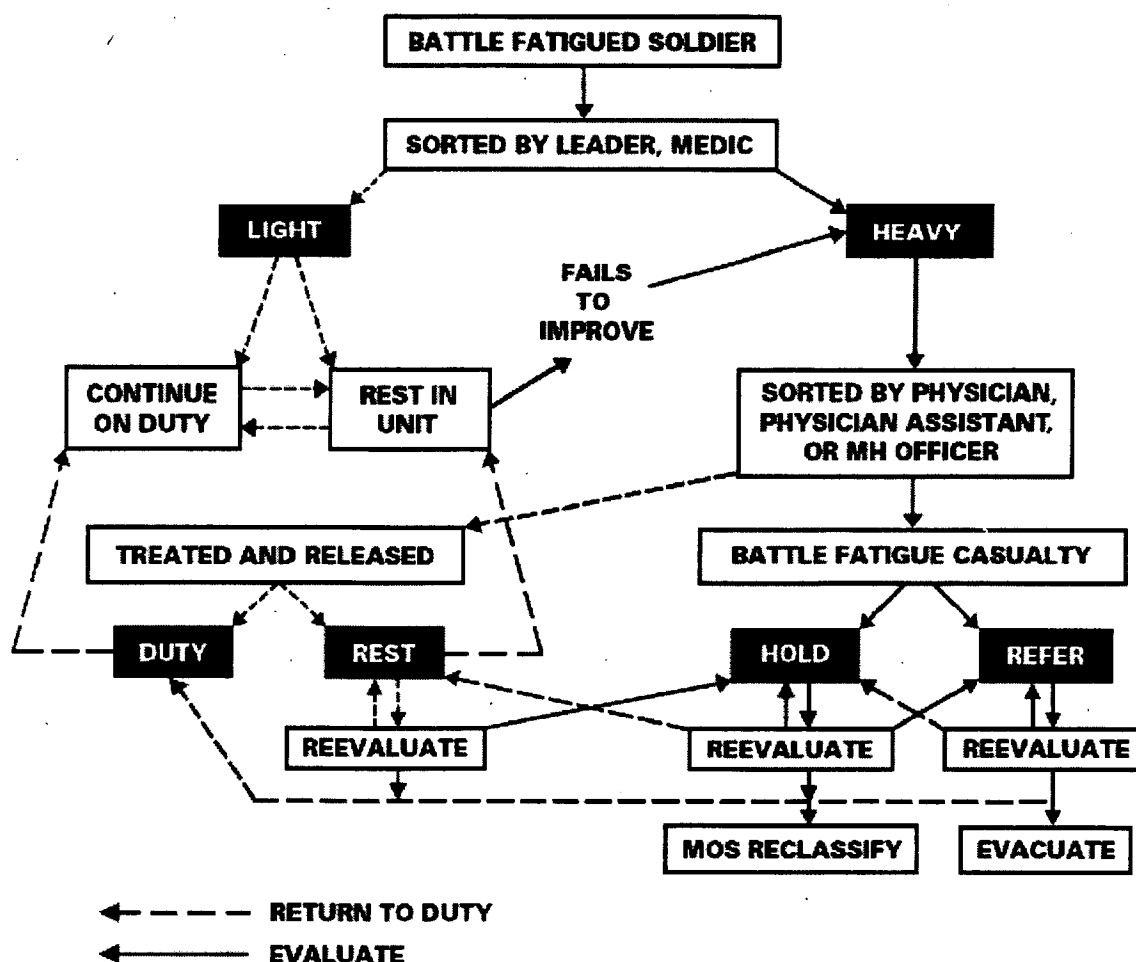 BATTLE FATIGUED SOLDIER
SORTED BY LEADER, MEDIC
LIGHT
HEAVY
FAILS
TO
IMPROVE
CONTINUE
ON DUTY
REST IN
UNIT
SORTED BY PHYSICIAN,
PHYSICIAN ASSISTANT,
OR MH OFFICER
TREATED AND RELEASED
BATTLE FATIGUE CASUALTY
DUTY
REST
HOLD
REFER
REEVALUATE
REEVALUATE
REEVALUATE
MOS RECLASSIFY
EVACUATE
RETURN TO DUTY
EVALUATE